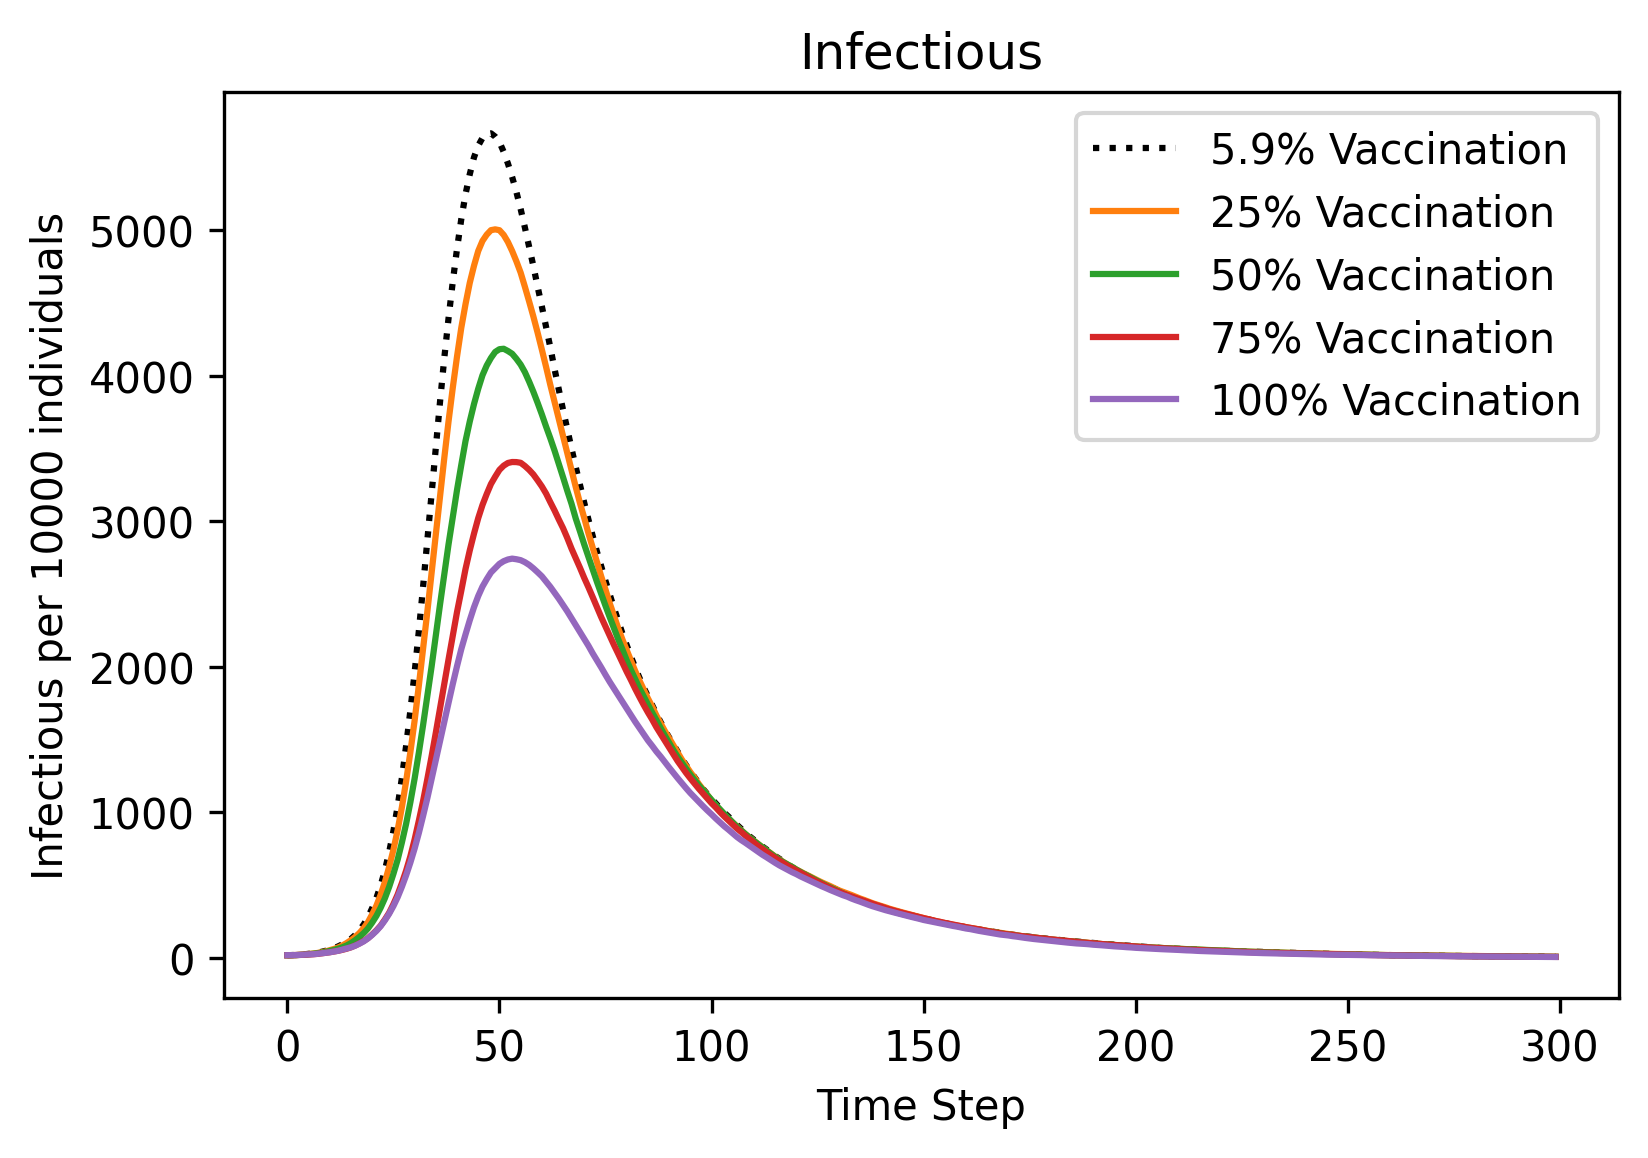 Infectious
Infectious per 10000 individuals
5000
4000
3000
2000
1000
0
5.9% Vaccination
25% Vaccination
50% Vaccination
75% Vaccination
100% Vaccination
0 50 100 150 200 250 300
Time Step